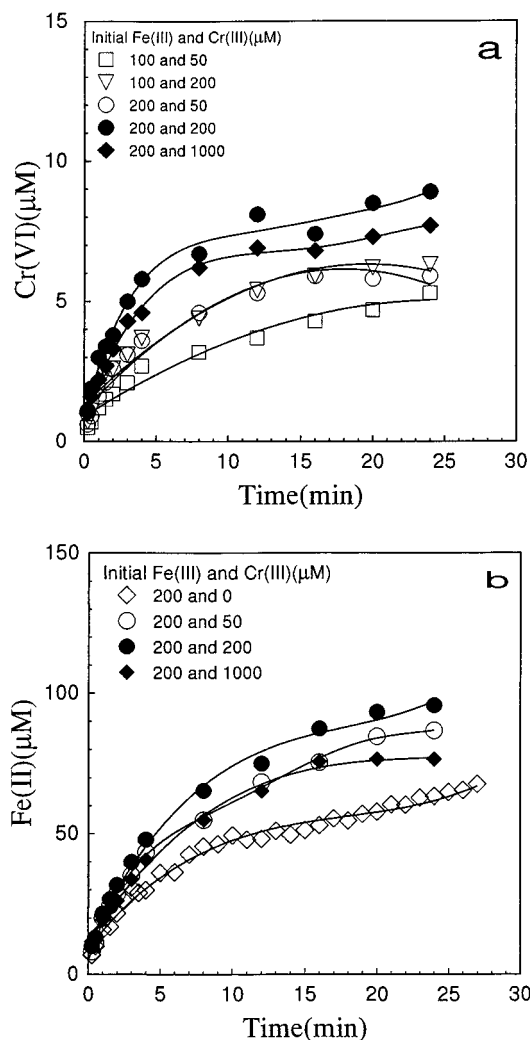 a
Initial Fe(III) and Cr(III)(μM)
100 and 50
100 and 200
200 and 50
200 and 200
200 and 1000
Cr(VI)(μM)
15
10
5
0
0 5 10 15 20 25 30
Time(min)
b
Initial Fe(III) and Cr(III)(μM)
200 and 0
200 and 50
200 and 200
200 and 1000
Fe(II)(μM)
150
100
50
0
0 5 10 15 20 25 30
Time(min)